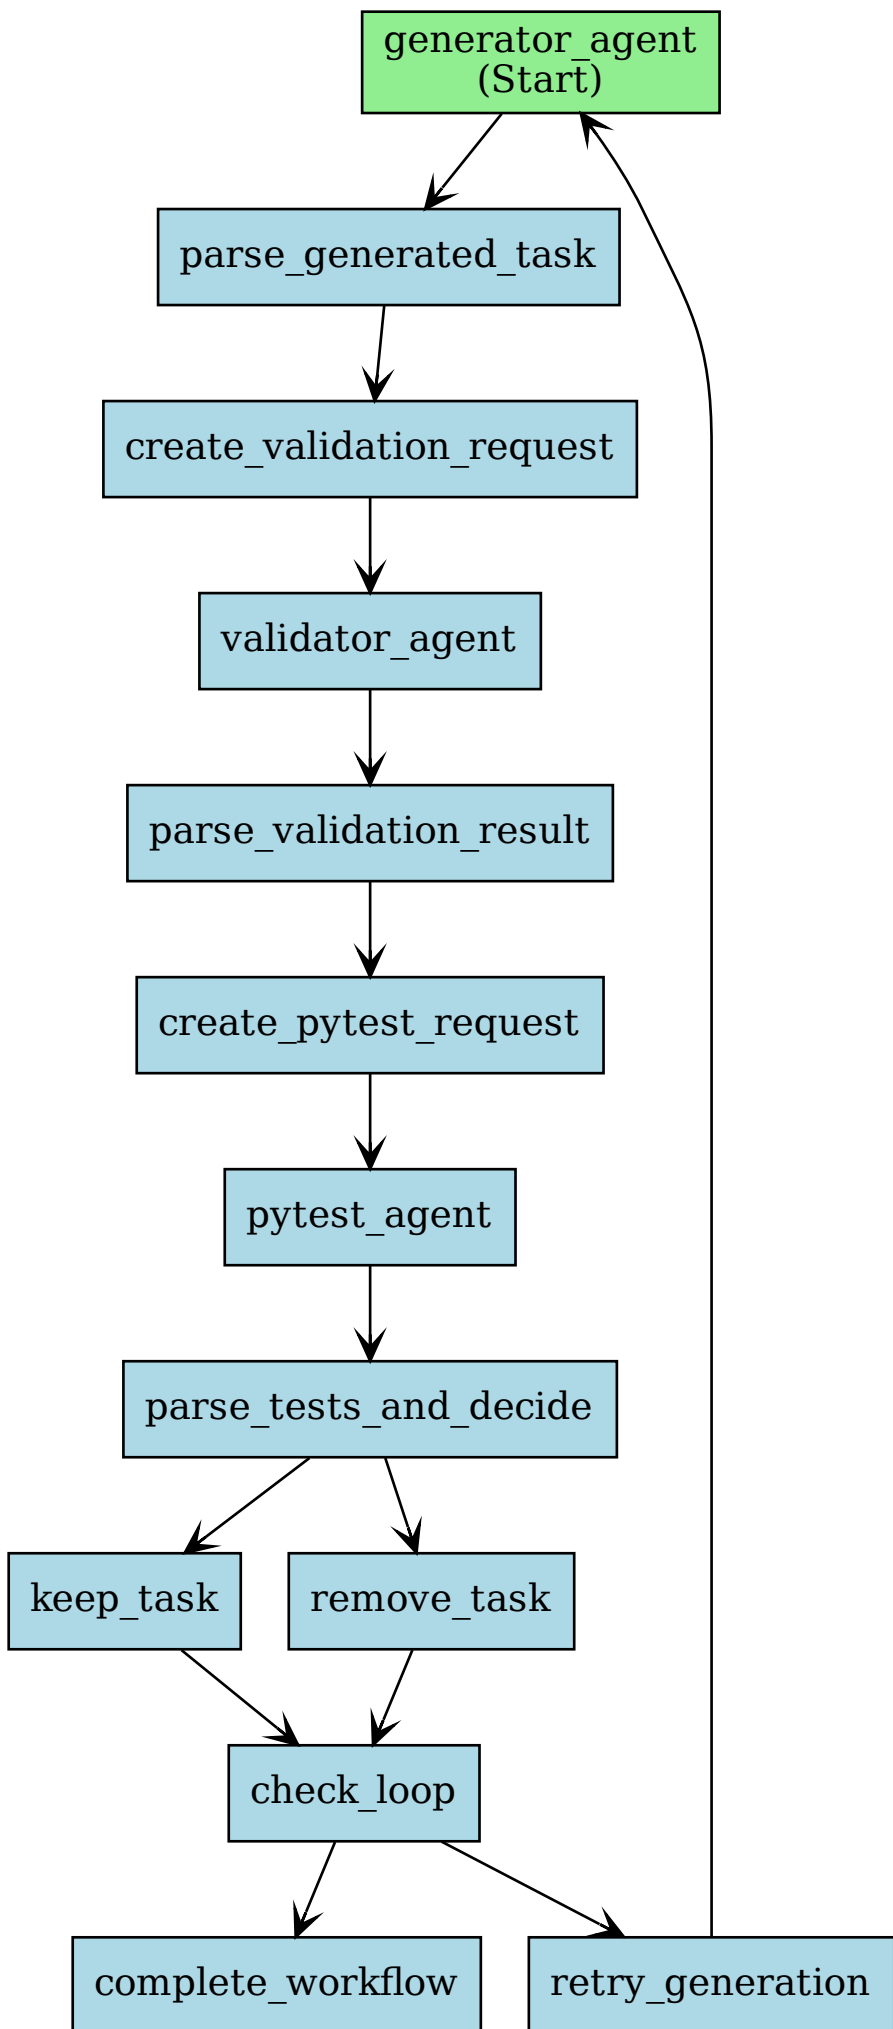 generator_agent
(Start)
parse_generated_task
create_validation_request
validator_agent
parse_validation_result
create_pytest_request
pytest_agent
parse_tests_and_decide
keep_task
remove_task
check_loop
complete_workflow
retry_generation